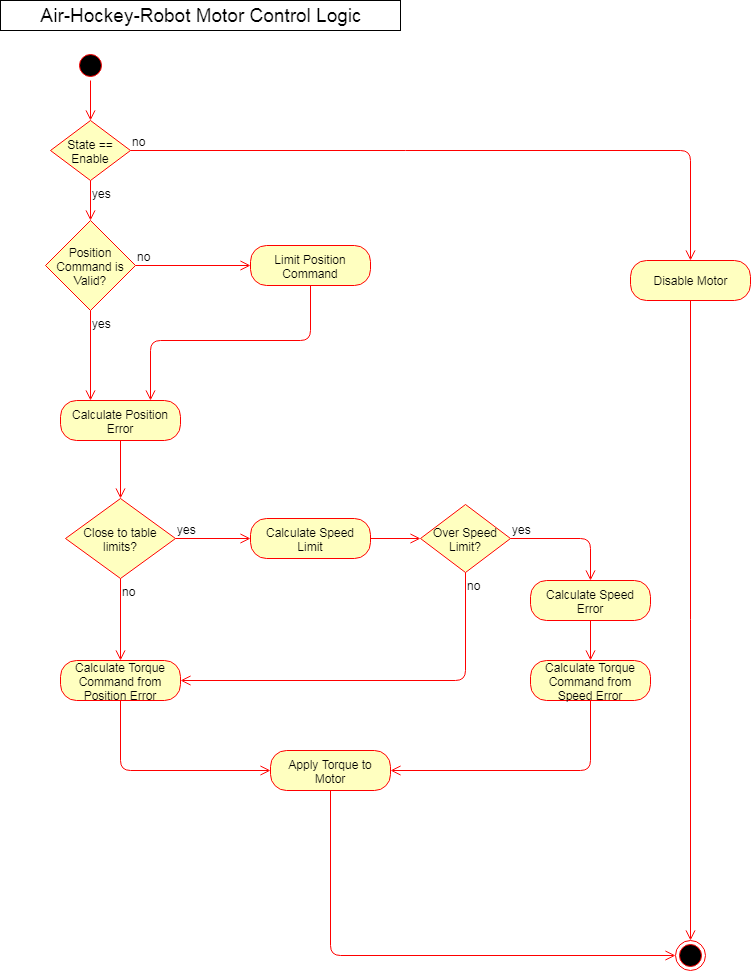 Air-Hockey-Robot Motor Control Logic
State ==
Enable
no
yes
Position
Command is
Valid?
no
Limit Position
Command
Disable Motor
yes
Calculate Position
Error
Close to table
limits?
yes
Calculate Speed
Limit
Over Speed
Limit?
yes
no
no
Calculate Speed
Error
Calculate Torque
Command from
Position Error
Calculate Torque
Command from
Speed Error
Apply Torque to
Motor